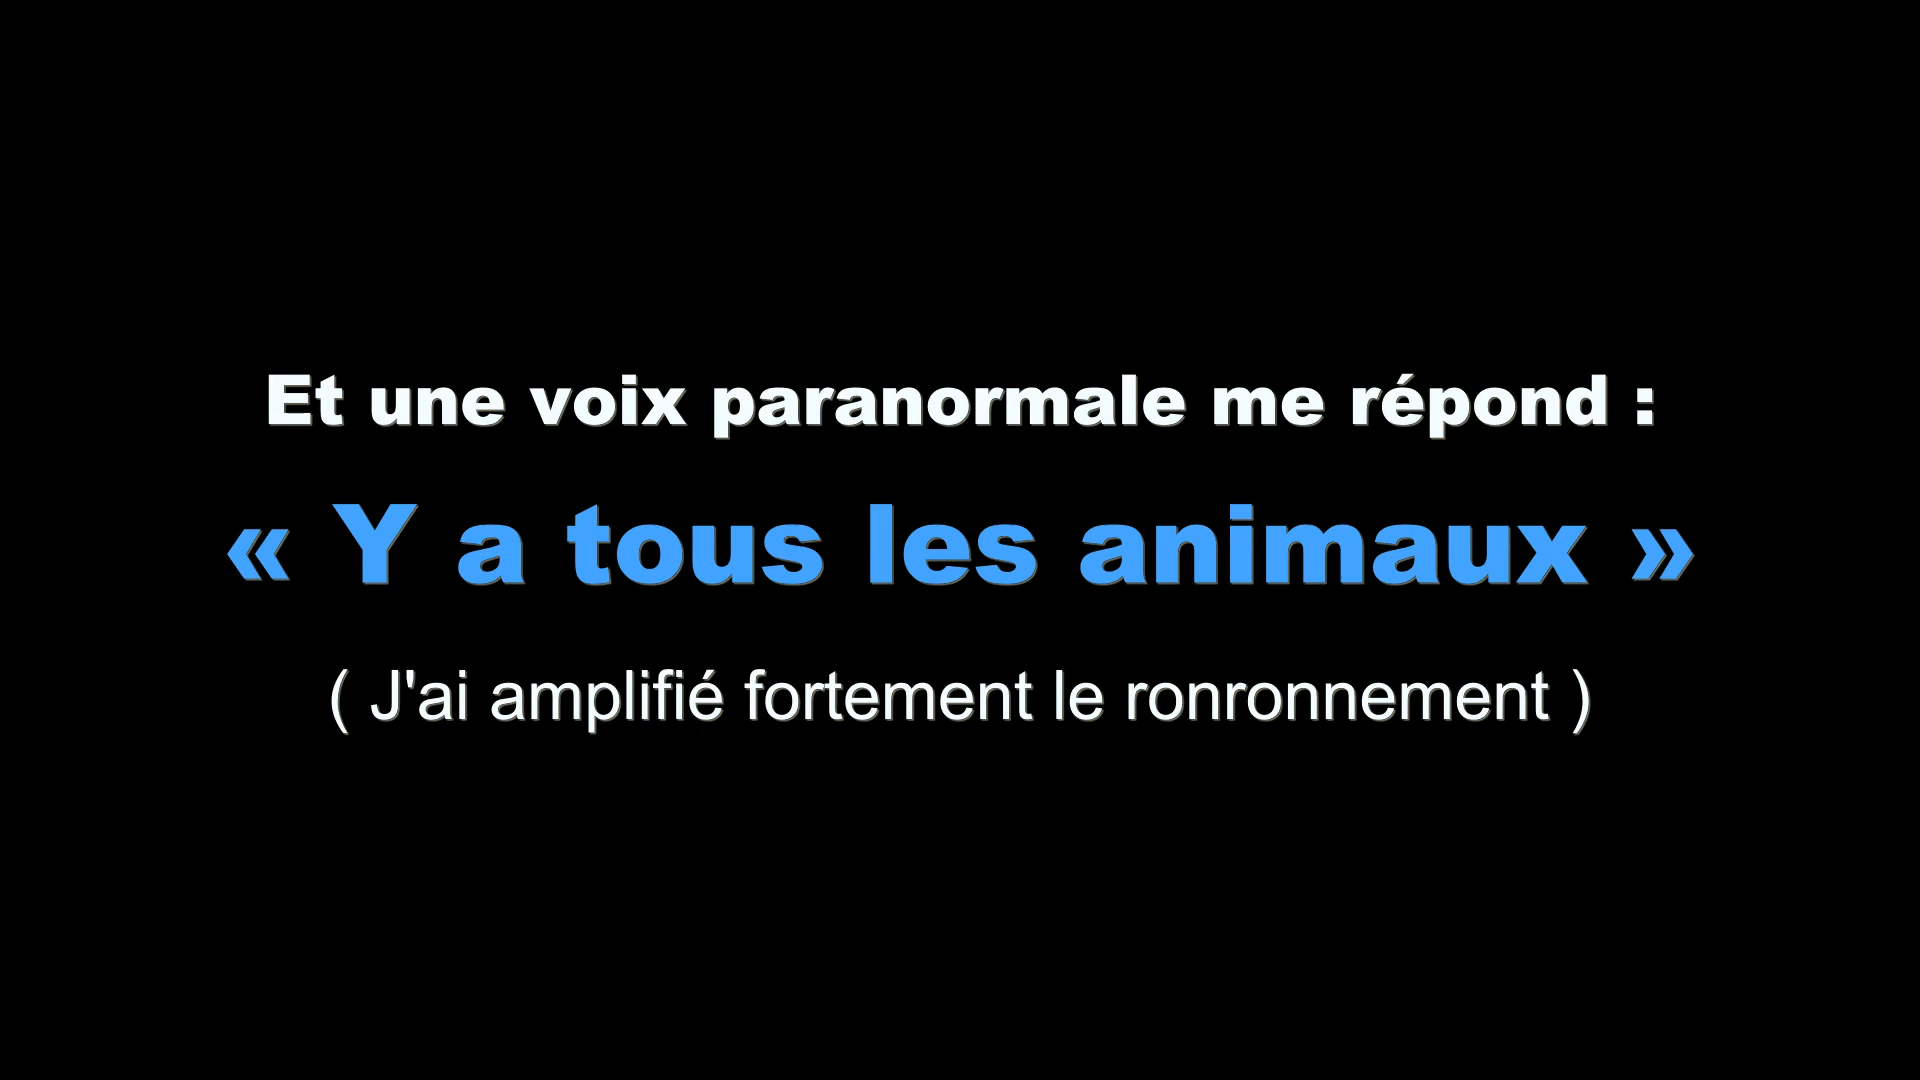 Et une voix paranormale me répond :
« Y a tous les animaux »
( J'ai amplifié fortement le ronronnement )